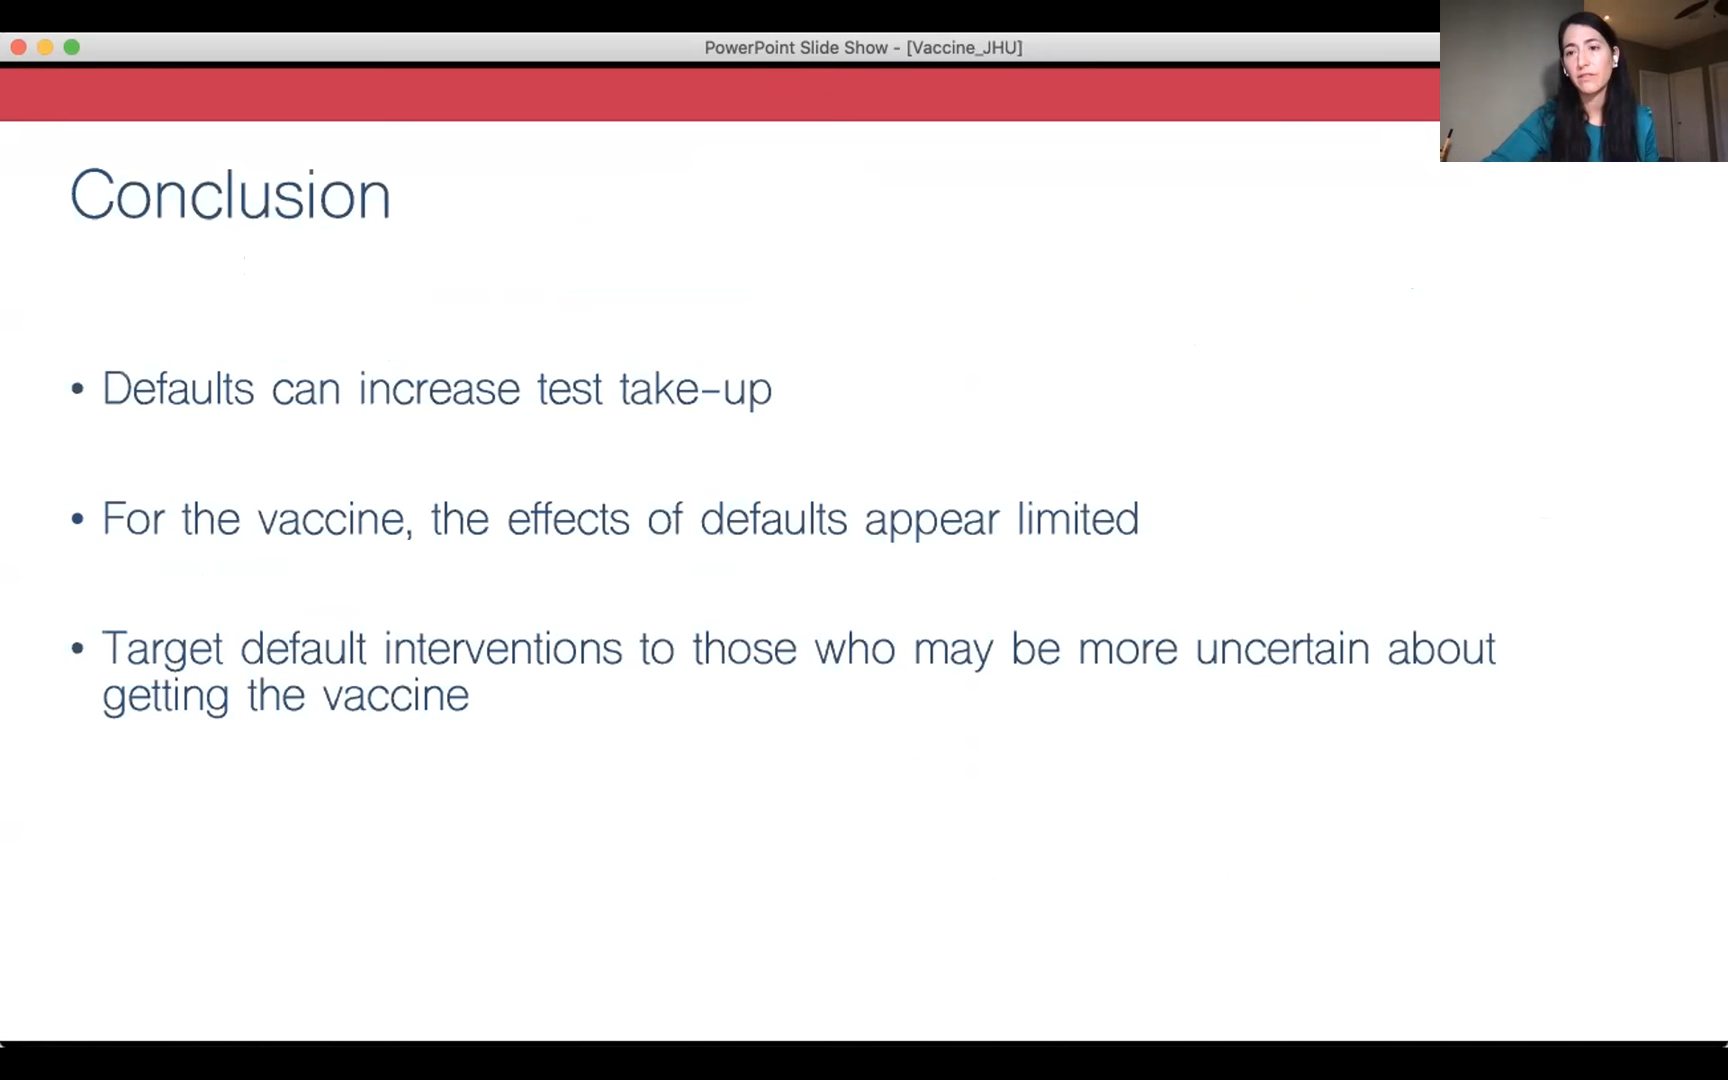 PowerPoint Slide Show - [Vaccine_JHU]
Conclusion
• Defaults can increase test take-up
• For the vaccine, the effects of defaults appear limited
• Target default interventions to those who may be more uncertain about
getting the vaccine